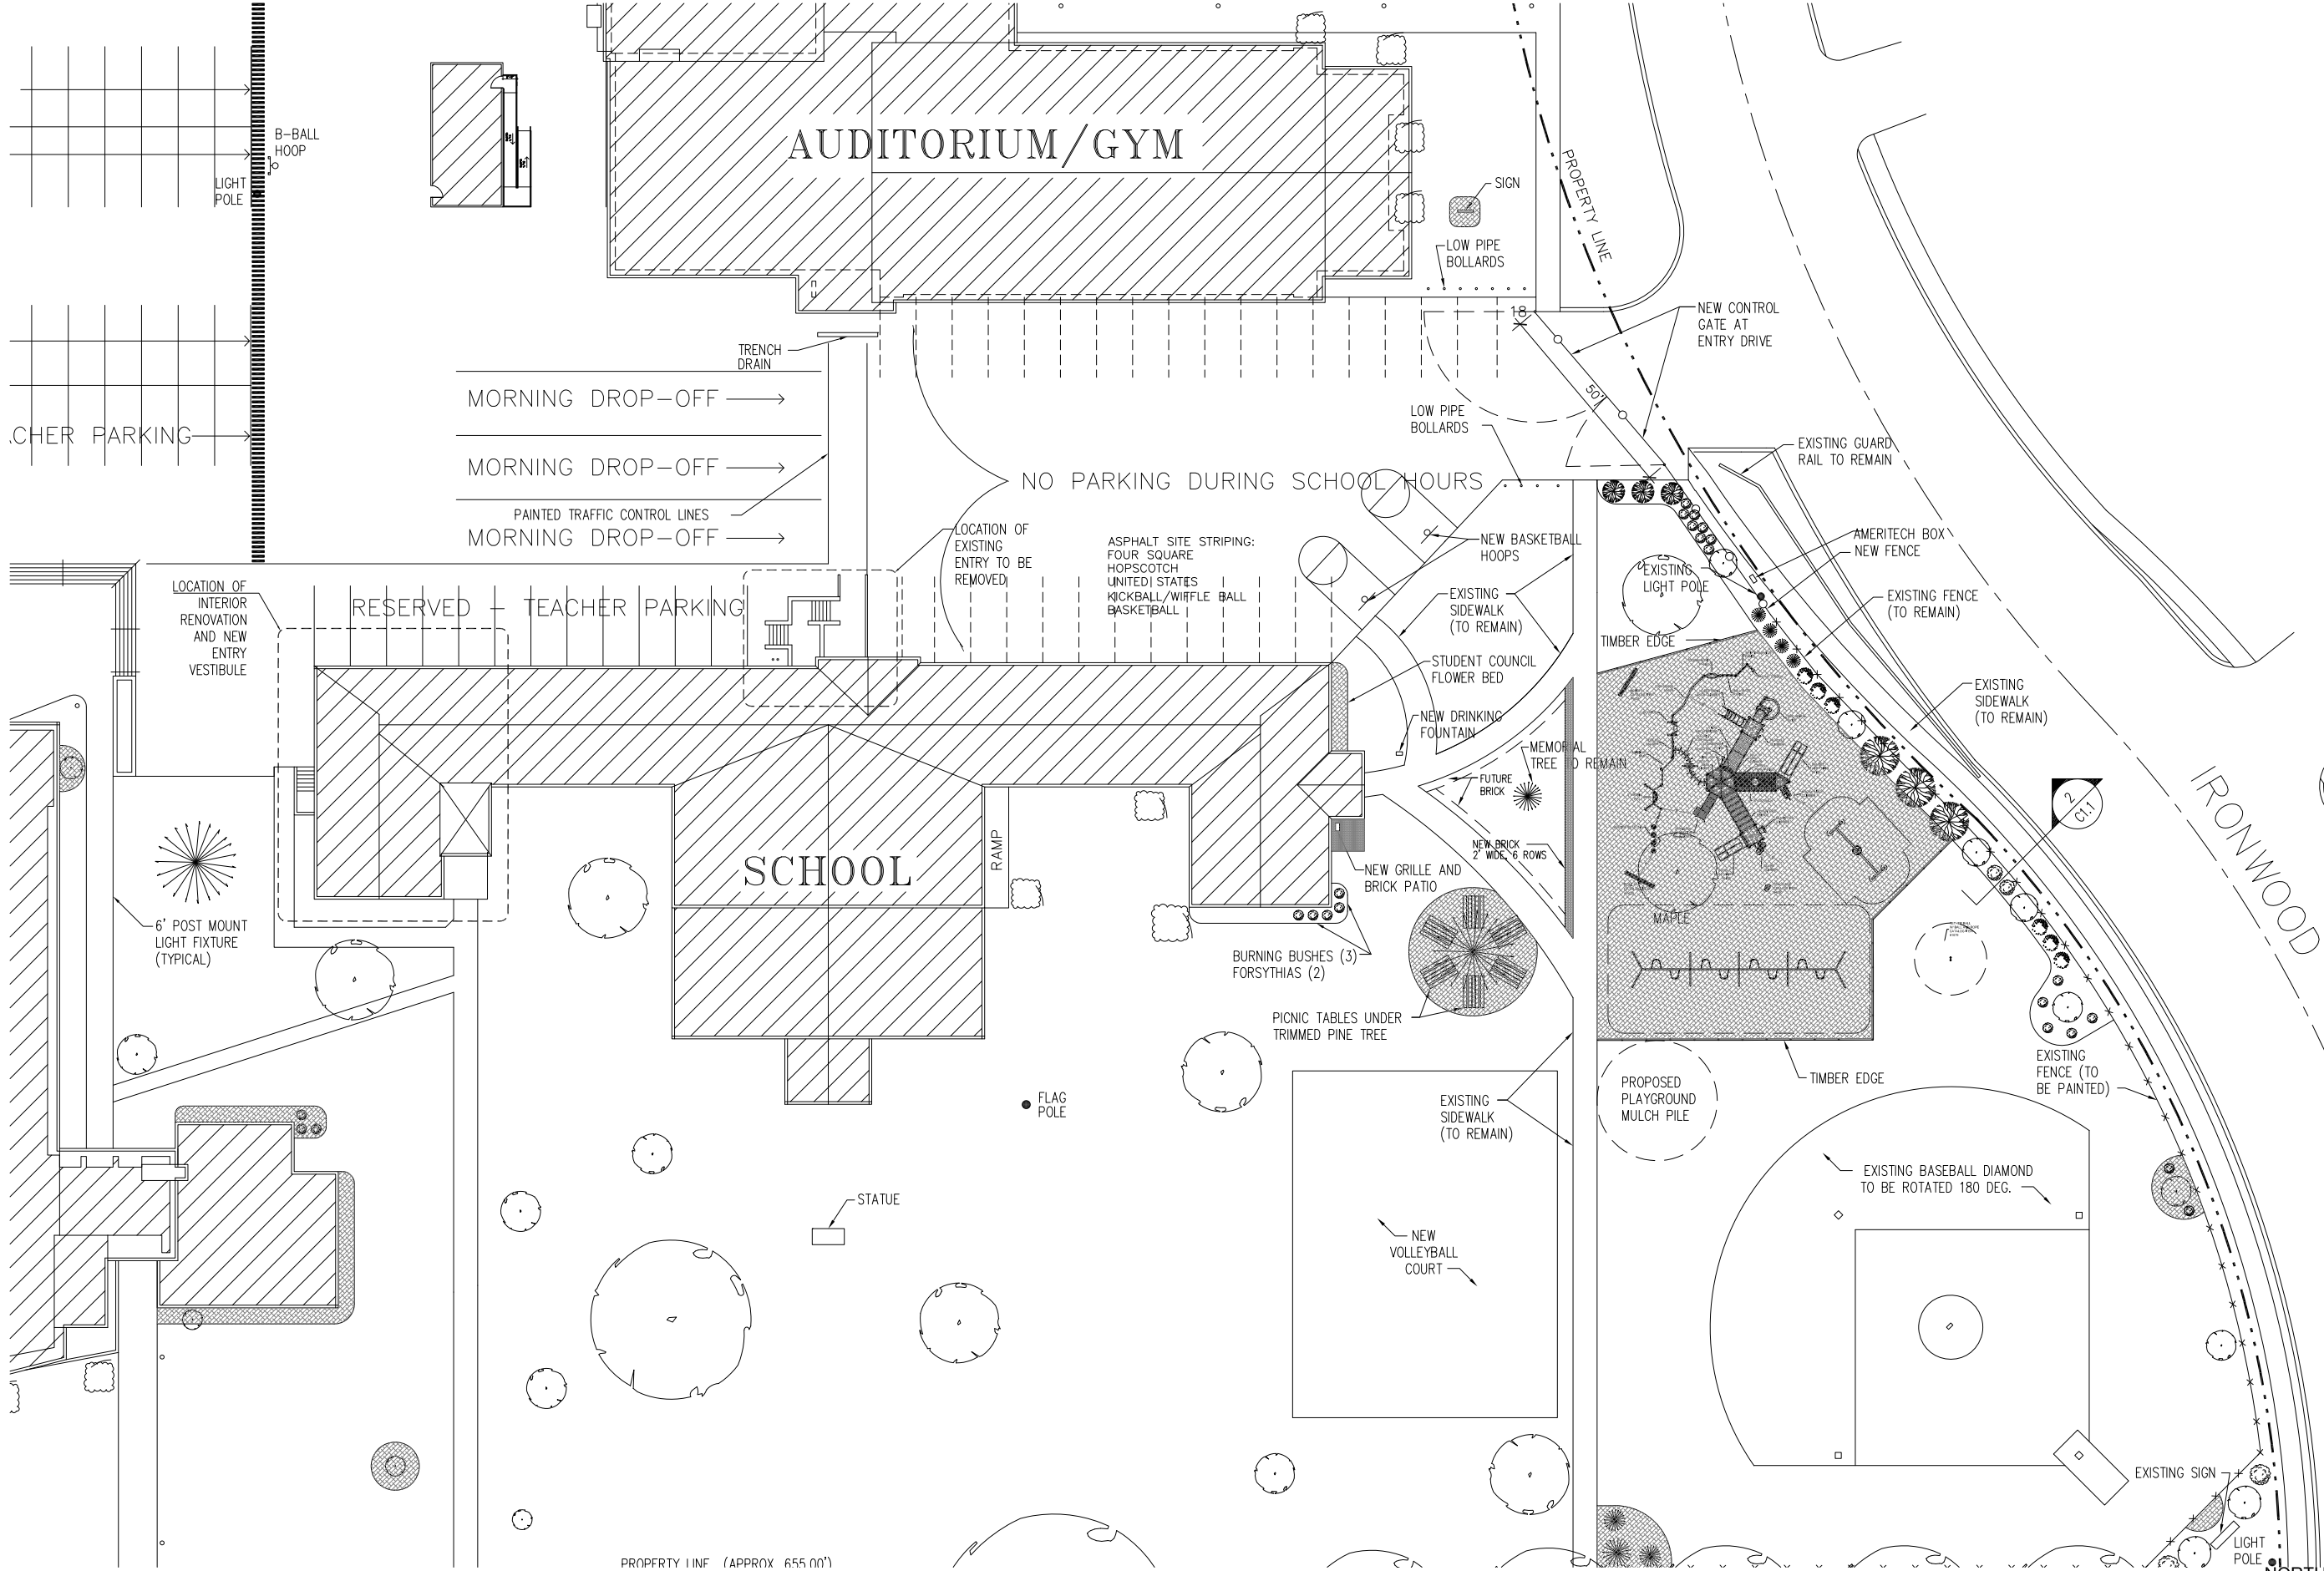 B-BALL
HOOP
LIGHT
POLE
AUDITORIUM/GYM
SIGN
PROPERTY LINE
LOW PIPE
BOLLARDS
18
NEW CONTROL
GATE AT
ENTRY DRIVE
TRENCH
DRAIN
MORNING DROP-OFF
MORNING DROP-OFF
MORNING DROP-OFF
PAINTED TRAFFIC CONTROL LINES
50'
LOW PIPE
BOLLARDS
CHER PARKING
NO PARKING DURING SCHOOL HOURS
EXISTING GUARD
RAIL TO REMAIN
LOCATION OF
EXISTING
ENTRY TO BE
REMOVED
ASPHALT SITE STRIPING:
FOUR SQUARE
HOPSCOTCH
UNITED STATES
KICKBALL/WIFFLE BALL
BASKETBALL
NEW BASKETBALL
HOOPS
AMERITECH BOX
NEW FENCE
EXISTING
LIGHT POLE
EXISTING FENCE
(TO REMAIN)
LOCATION OF
INTERIOR
RENOVATION
AND NEW
ENTRY
VESTIBULE
RESERVED - TEACHER PARKING
EXISTING
SIDEWALK
(TO REMAIN)
TIMBER EDGE
STUDENT COUNCIL
FLOWER BED
EXISTING
SIDEWALK
(TO REMAIN)
NEW DRINKING
FOUNTAIN
MEMORIAL
TREE TO REMAIN
FUTURE
BRICK
2
C1.1
IRONWOOD
RAMP
SCHOOL
NEW BRICK
2' WIDE, 6 ROWS
NEW GRILLE AND
BRICK PATIO
MAPLE
6' POST MOUNT
LIGHT FIXTURE
(TYPICAL)
BURNING BUSHES (3)
FORSYTHIAS (2)
PICNIC TABLES UNDER
TRIMMED PINE TREE
EXISTING
FENCE (TO
BE PAINTED)
TIMBER EDGE
PROPOSED
PLAYGROUND
MULCH PILE
FLAG
POLE
EXISTING
SIDEWALK
(TO REMAIN)
EXISTING BASEBALL DIAMOND
TO BE ROTATED 180 DEG.
STATUE
NEW
VOLLEYBALL
COURT
EXISTING SIGN
LIGHT
POLE
PROPERTY LINE (APPROX. 655.00')